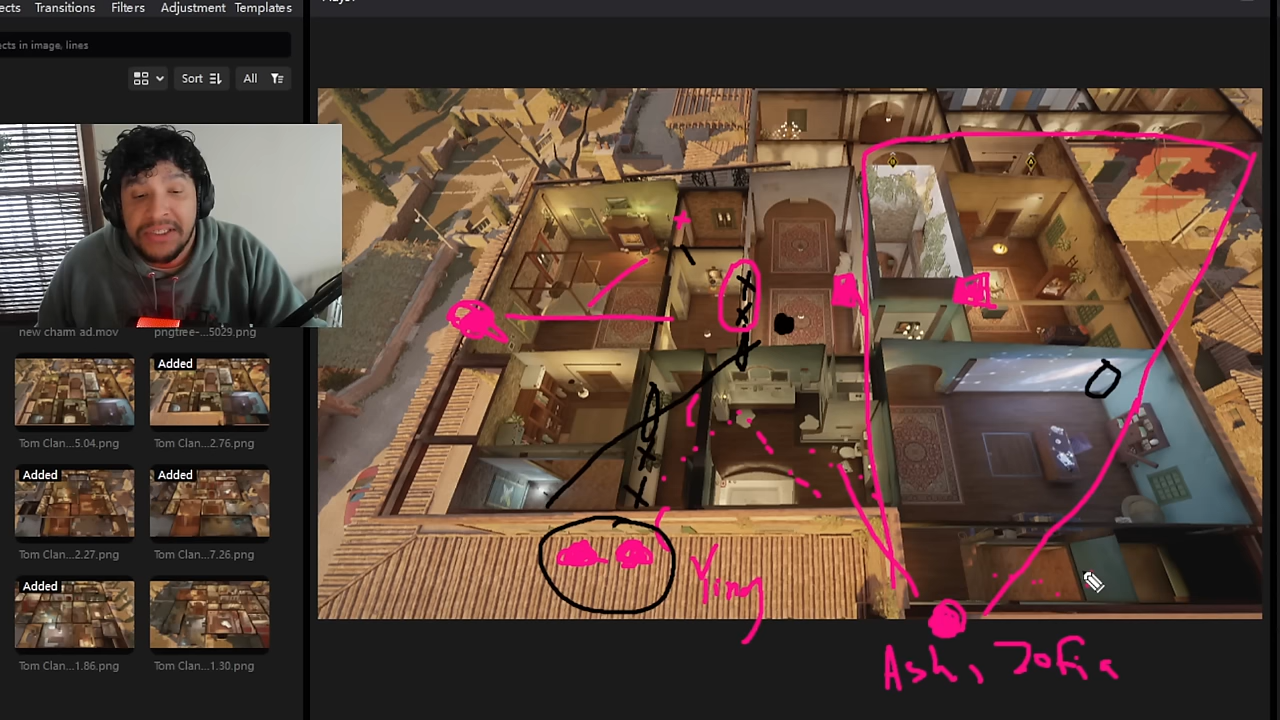 ects Transitions Filters Adjustment Templates
cts in image, lines
Sort All
new charm ad.mov pngtree-...5029.png
Added
Tom Clan...5.04.png Tom Clan...2.76.png
Added Added
Tom Clan...2.27.png Tom Clan...7.26.png
Added
Tom Clan...1.86.png Tom Clan...1.30.png
Ying
Ash, Zofia